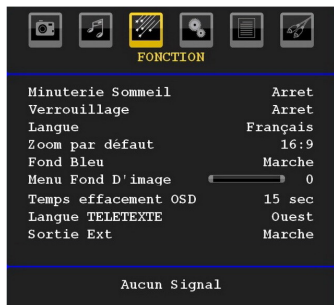 FONCTION
Minuterie Sommeil Arret
Verrouillage Arret
Langue Français
Zoom par défaut 16:9
Fond Bleu Marche
Menu Fond D'image 0
Temps effacement OSD 15 sec
Langue TELETEXTE Ouest
Sortie Ext Marche
Aucun Signal